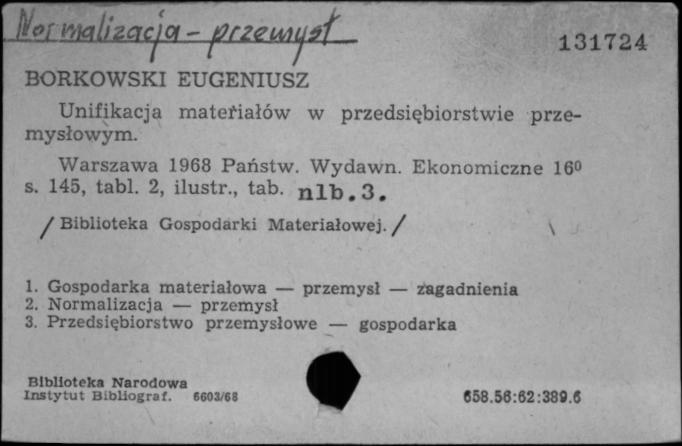 Normalizacja - przemysł
131724
BORKOWSKI EUGENIUSZ
Unifikacja materiałów w przedsiębiorstwie prze-
mysłowym.
Warszawa 1968 Państw. Wydawn. Ekonomiczne 16⁰
s. 145, tabl. 2, ilustr., tab. nlb.3.
/Biblioteka Gospodarki Materiałowej./
1. Gospodarka materiałowa — przemysł — zagadnienia
2. Normalizacja — przemysł
3. Przedsiębiorstwo przemysłowe — gospodarka
Biblioteka Narodowa
Instytut Bibliograf. 6603/68
658.56:62:389.6